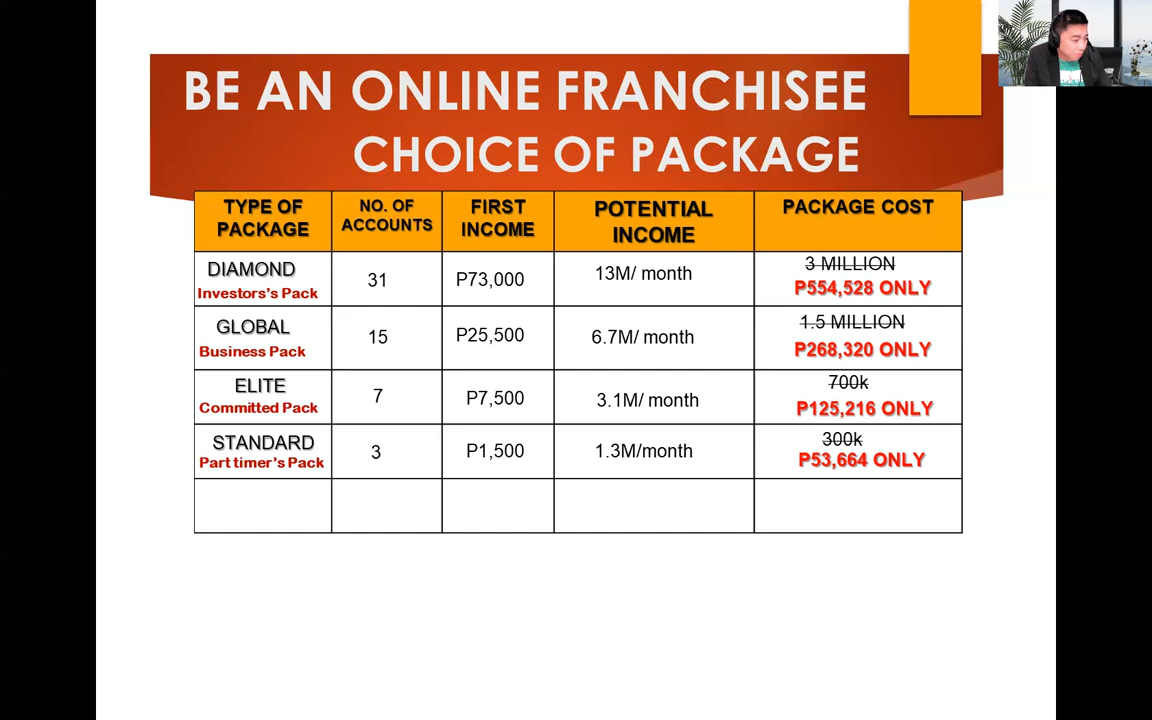 BE AN ONLINE FRANCHISEE
CHOICE OF PACKAGE
TYPE OF PACKAGE NO. OF ACCOUNTS FIRST INCOME POTENTIAL INCOME PACKAGE COST
DIAMOND
Investors's Pack
31
P73,000
13M/ month
3 MILLION
P554,528 ONLY
GLOBAL
Business Pack
15
P25,500
6.7M/ month
1.5 MILLION
P268,320 ONLY
ELITE
Committed Pack
7
P7,500
3.1M/ month
700k
P125,216 ONLY
STANDARD
Part timer's Pack
3
P1,500
1.3M/month
300k
P53,664 ONLY